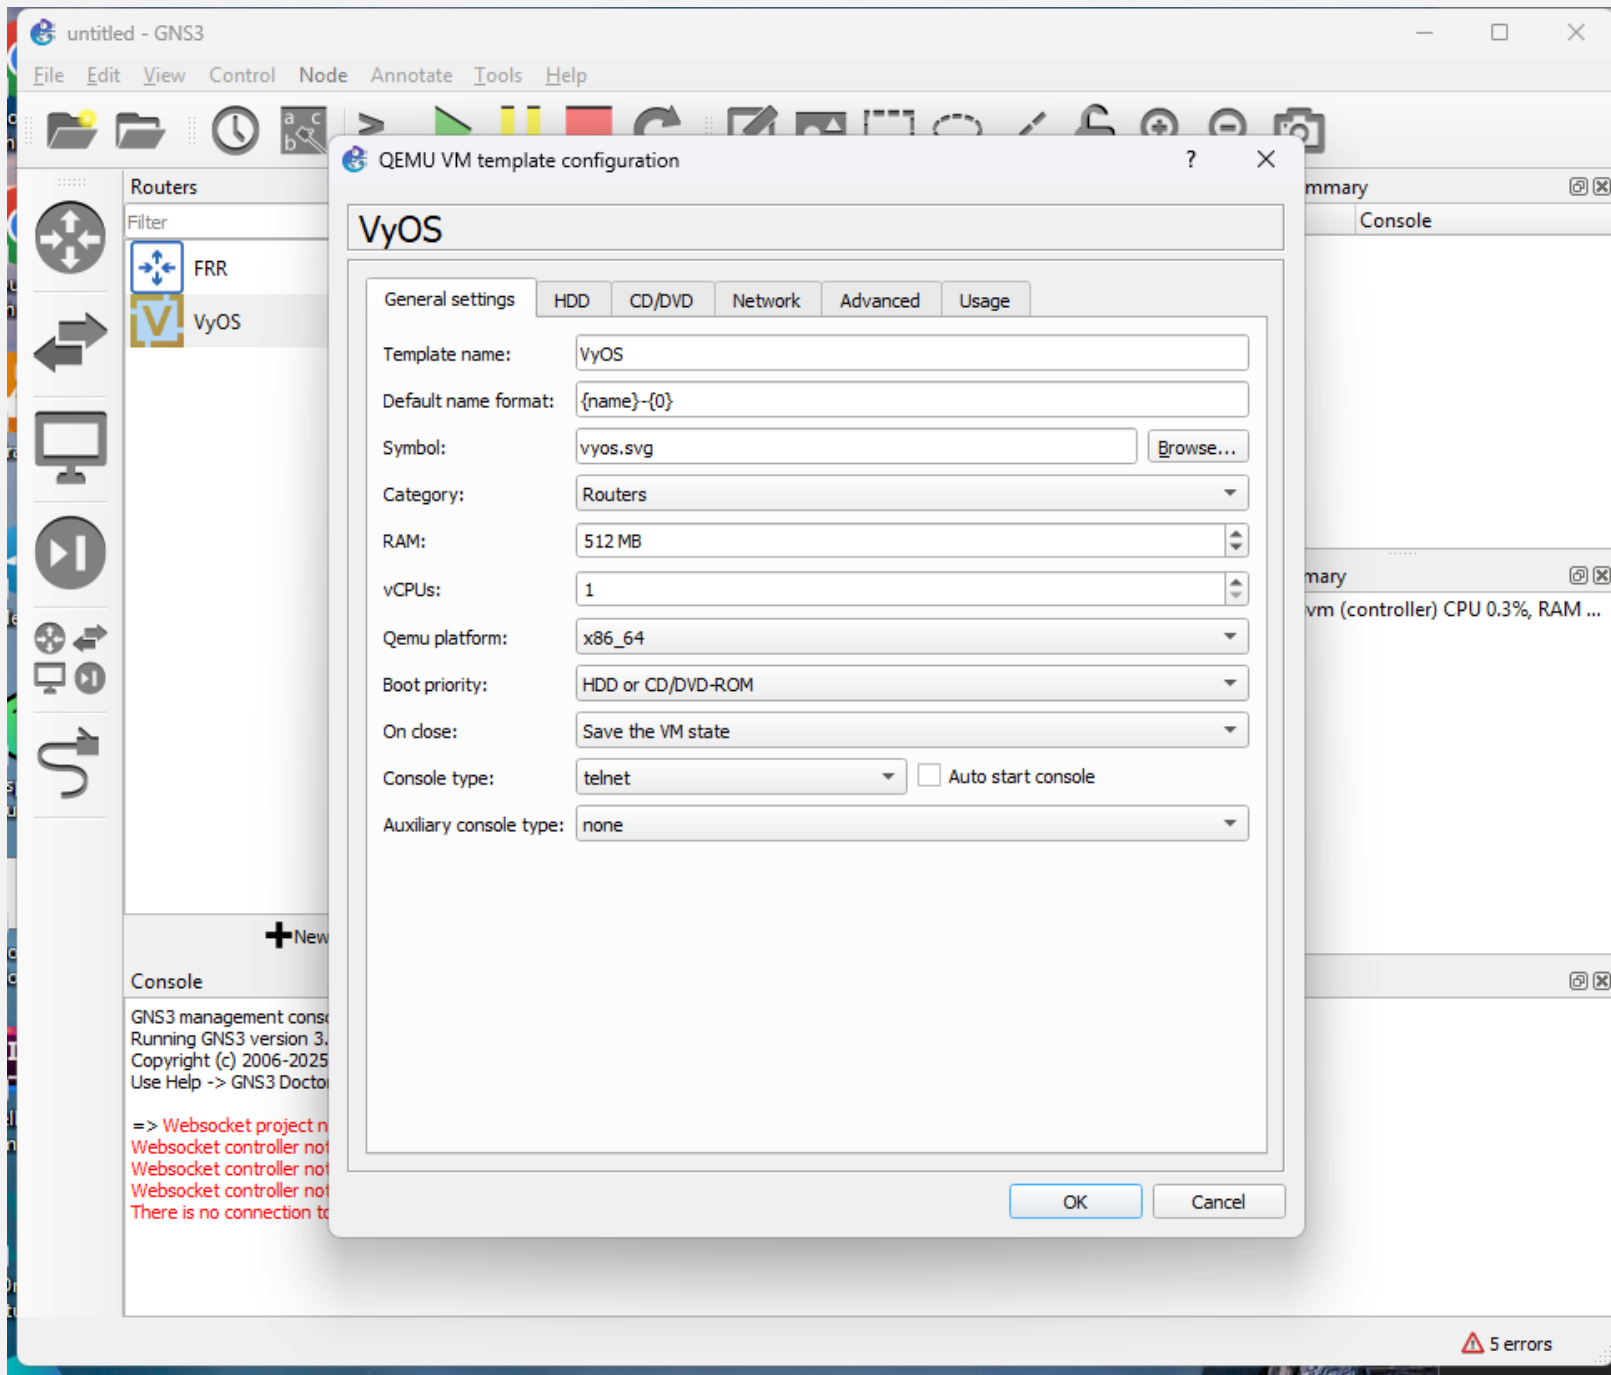 untitled - GNS3
File Edit View Control Node Annotate Tools Help
a c
b
QEMU VM template configuration
?
Routers
Filter
FRR
VyOS
mmary
Console
VyOS
General settings HDD CD/DVD Network Advanced Usage
Template name: VyOS
Default name format: {name}-{0}
Symbol: vyos.svg Browse...
Category: Routers
RAM: 512 MB
vCPUs: 1
Qemu platform: x86_64
Boot priority: HDD or CD/DVD-ROM
On close: Save the VM state
Console type: telnet Auto start console
Auxiliary console type: none
OK Cancel
mary
vm (controller) CPU 0.3%, RAM ...
New
Console
GNS3 management conso
Running GNS3 version 3.
Copyright (c) 2006-2025
Use Help -> GNS3 Docto
=> Websocket project n
Websocket controller not
Websocket controller not
Websocket controller not
There is no connection to
5 errors